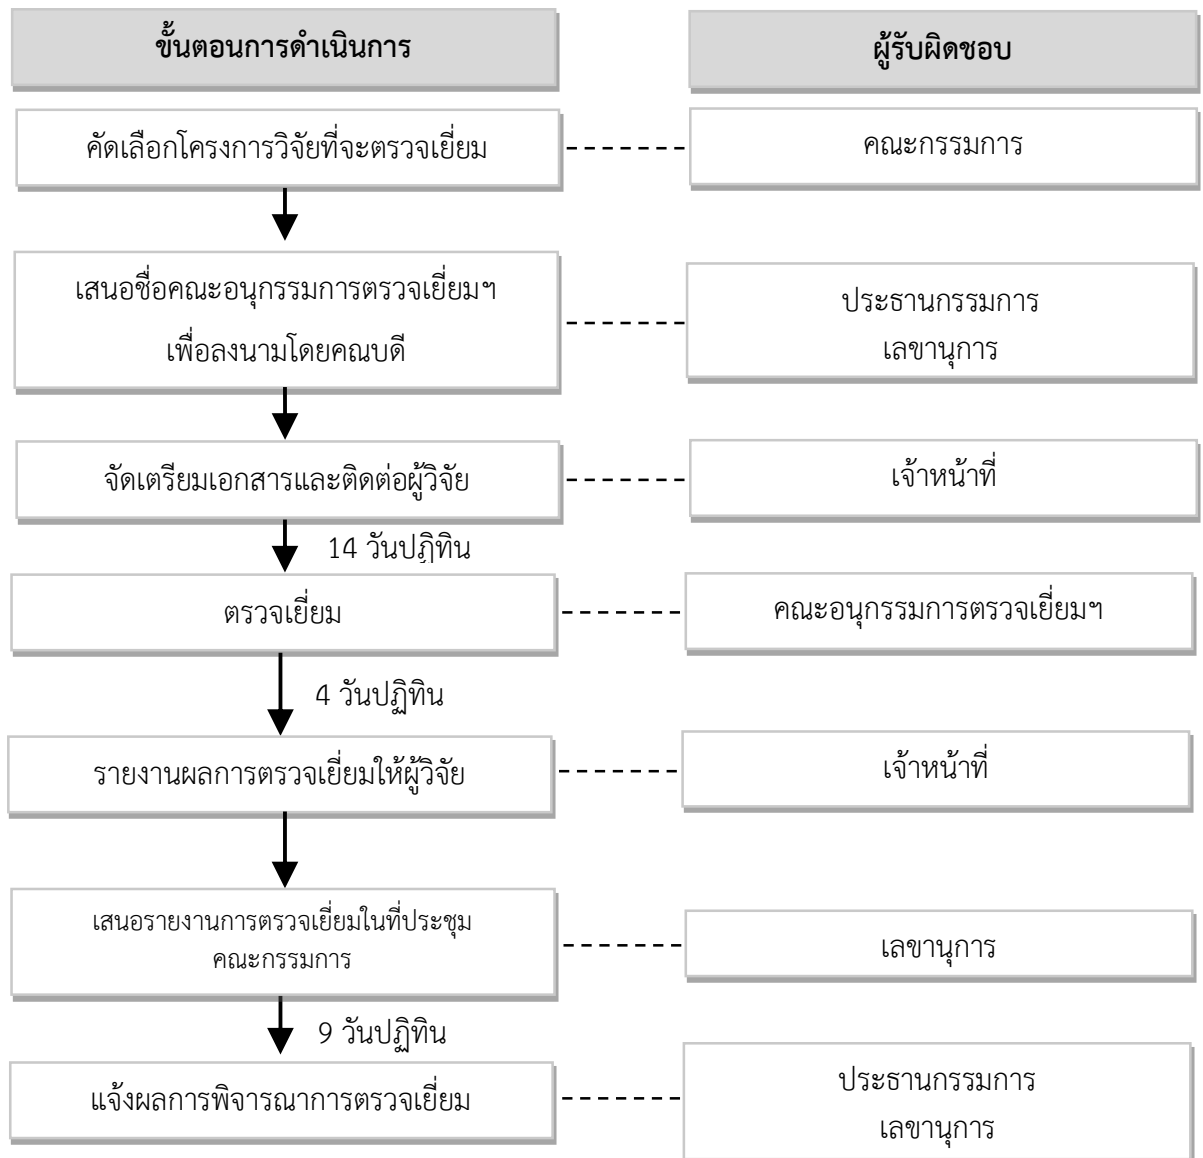 ขั้นตอนการดำเนินการ
ผู้รับผิดชอบ
คัดเลือกโครงการวิจัยที่จะตรวจเยี่ยม
คณะกรรมการ
เสนอชื่อคณะอนุกรรมการตรวจเยี่ยมฯ
เพื่อลงนามโดยคณบดี
ประธานกรรมการ
เลขานุการ
จัดเตรียมเอกสารและติดต่อผู้วิจัย
เจ้าหน้าที่
14 วันปฏิทิน
ตรวจเยี่ยม
คณะอนุกรรมการตรวจเยี่ยมฯ
4 วันปฏิทิน
รายงานผลการตรวจเยี่ยมให้ผู้วิจัย
เจ้าหน้าที่
เสนอรายงานการตรวจเยี่ยมในที่ประชุม
คณะกรรมการ
เลขานุการ
9 วันปฏิทิน
แจ้งผลการพิจารณาการตรวจเยี่ยม
ประธานกรรมการ
เลขานุการ